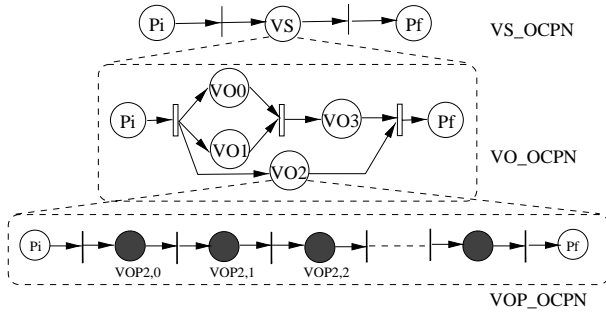 Pi VS Pf
VS_OCPN
VO0
Pi VO3 Pf
VO1
VO_OCPN
VO2
Pi Pf
VOP2,0 VOP2,1 VOP2,2
VOP_OCPN